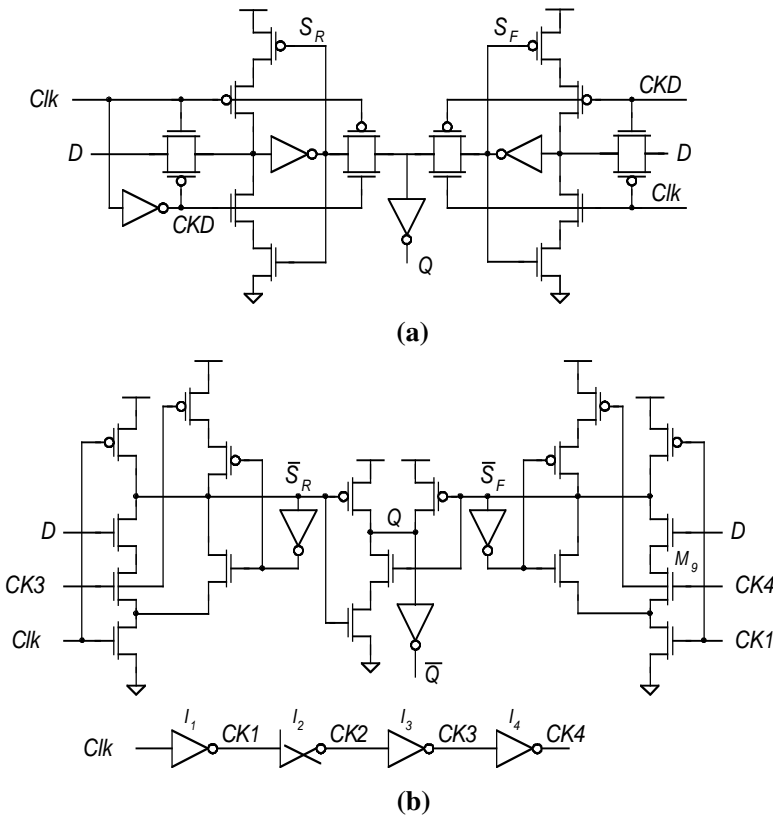 S_R S_F
Clk CKD
D D
CKD Clk
Q
(a)
S̅_R S̅_F
D Q D
M_9
CK3 CK4
Clk CK1
Q̅
I_1 I_2 I_3 I_4
Clk CK1 CK2 CK3 CK4
(b)